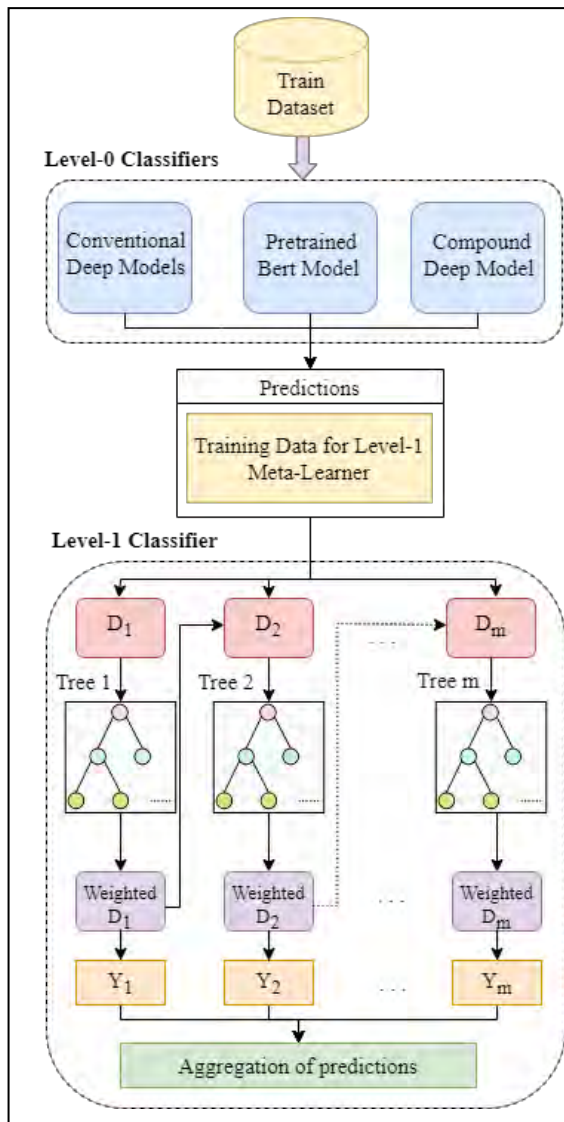 Train
Dataset
Level-0 Classifiers
Conventional
Deep Models
Pretrained
Bert Model
Compound
Deep Model
Predictions
Training Data for Level-1
Meta-Learner
Level-1 Classifier
D1
D2
. . .
Dm
Tree 1
Tree 2
Tree m
......
......
......
Weighted
D1
Weighted
D2
. . .
Weighted
Dm
Y1
Y2
. . .
Ym
Aggregation of predictions